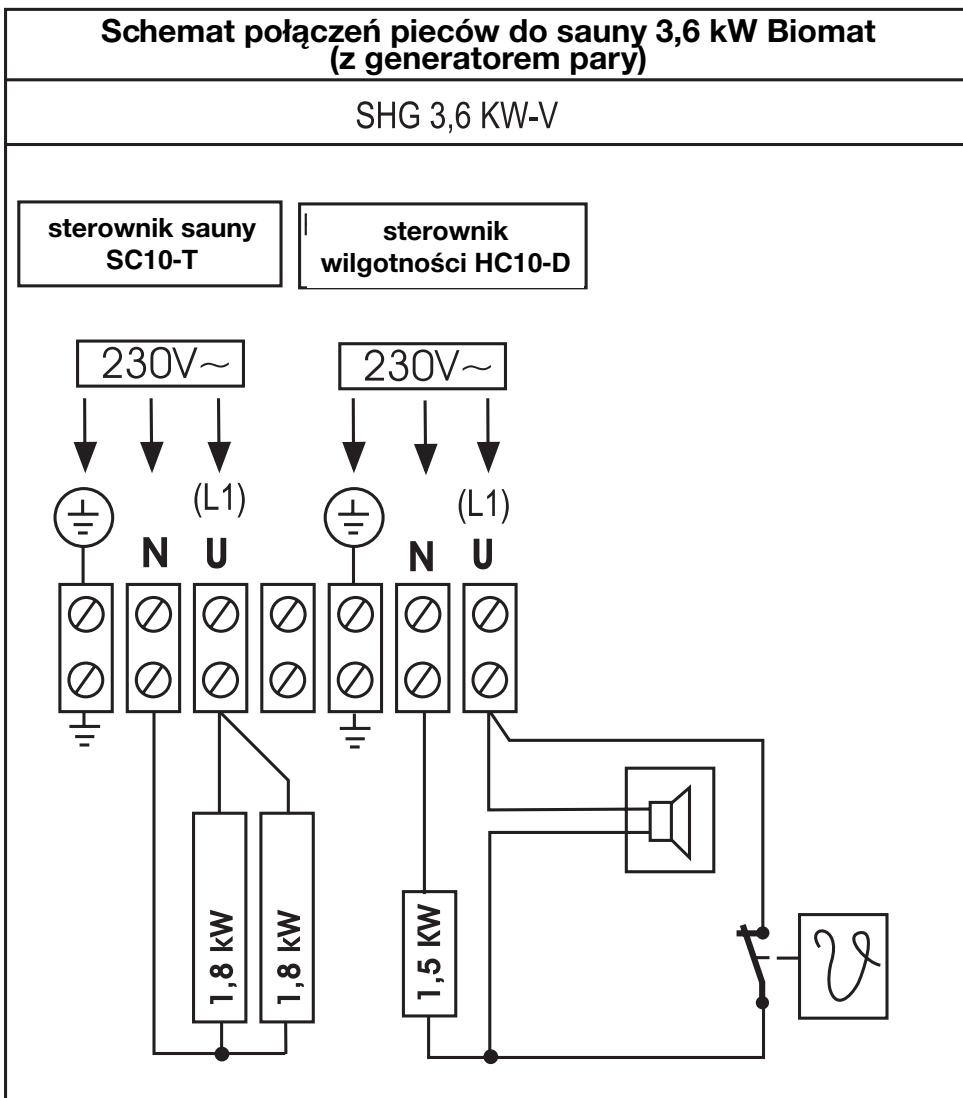 Schemat połączeń pieców do sauny 3,6 kW Biomat
(z generatorem pary)
SHG 3,6 KW-V
sterownik sauny
SC10-T
sterownik
wilgotności HC10-D
230V~
230V~
(L1)
(L1)
N U
N U
1,8 kW
1,8 kW
1,5 KW
ϑ